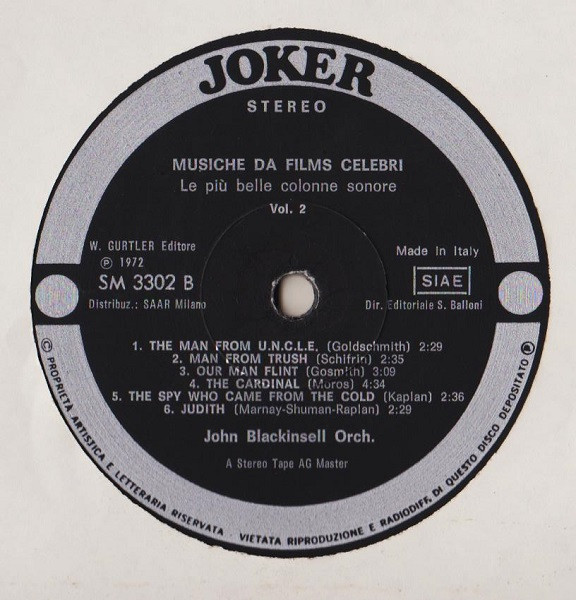 JOKER
STEREO
MUSICHE DA FILMS CELEBRI
Le più belle colonne sonore
Vol. 2
W. GURTLER Editore
Ⓟ 1972
SM 3302 B
Distribuz.: SAAR Milano
Made in Italy
SIAE
Dir. Editoriale S. Balloni
1. THE MAN FROM U.N.C.L.E. (Goldschmith) 2:29
2. MAN FROM TRUSH (Schifrin) 2:35
3. OUR MAN FLINT (Gosmith) 3:09
4. THE CARDINAL (Moros) 4:34
5. THE SPY WHO CAME FROM THE COLD (Kaplan) 2:36
6. JUDITH (Marnay-Shuman-Raplan) 2:29
John Blackinsell Orch.
A Stereo Tape AG Master
© PROPRIETÀ ARTISTICA E LETTERARIA RISERVATA - VIETATA RIPRODUZIONE E RADIODIFF. DI QUESTO DISCO DEPOSITATO Ⓟ